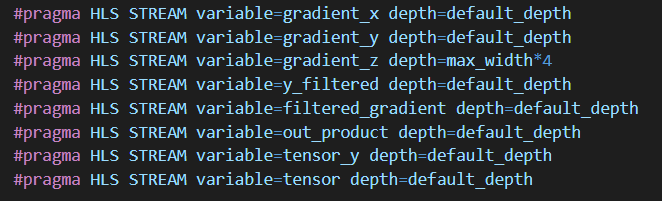 #pragma HLS STREAM variable=gradient_x depth=default_depth
#pragma HLS STREAM variable=gradient_y depth=default_depth
#pragma HLS STREAM variable=gradient_z depth=max_width*4
#pragma HLS STREAM variable=y_filtered depth=default_depth
#pragma HLS STREAM variable=filtered_gradient depth=default_depth
#pragma HLS STREAM variable=out_product depth=default_depth
#pragma HLS STREAM variable=tensor_y depth=default_depth
#pragma HLS STREAM variable=tensor depth=default_depth